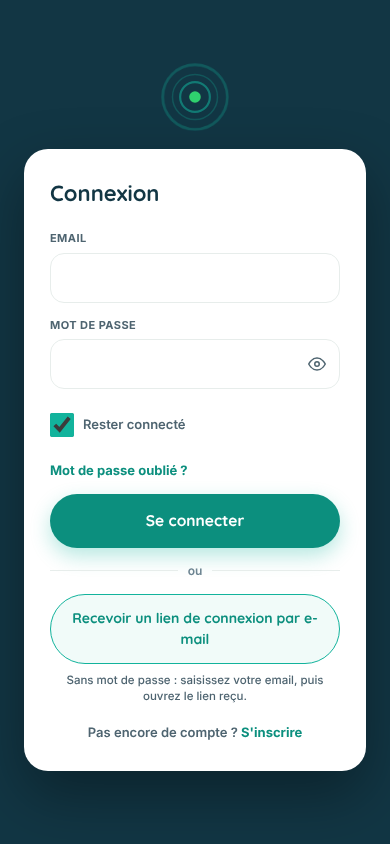 Connexion
EMAIL
MOT DE PASSE
Rester connecté
Mot de passe oublié ?
Se connecter
ou
Recevoir un lien de connexion par e-
mail
Sans mot de passe : saisissez votre email, puis
ouvrez le lien reçu.
Pas encore de compte ? S'inscrire